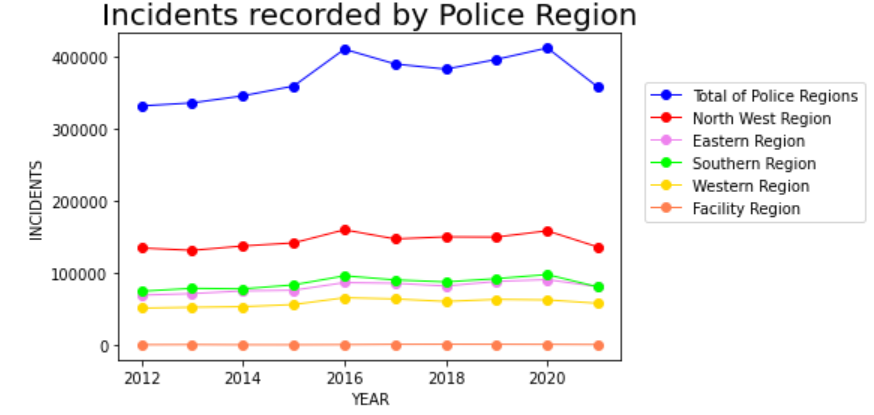 Incidents recorded by Police Region
400000
300000
200000
100000
0
INCIDENTS
2012
2014
2016
2018
2020
YEAR
Total of Police Regions
North West Region
Eastern Region
Southern Region
Western Region
Facility Region